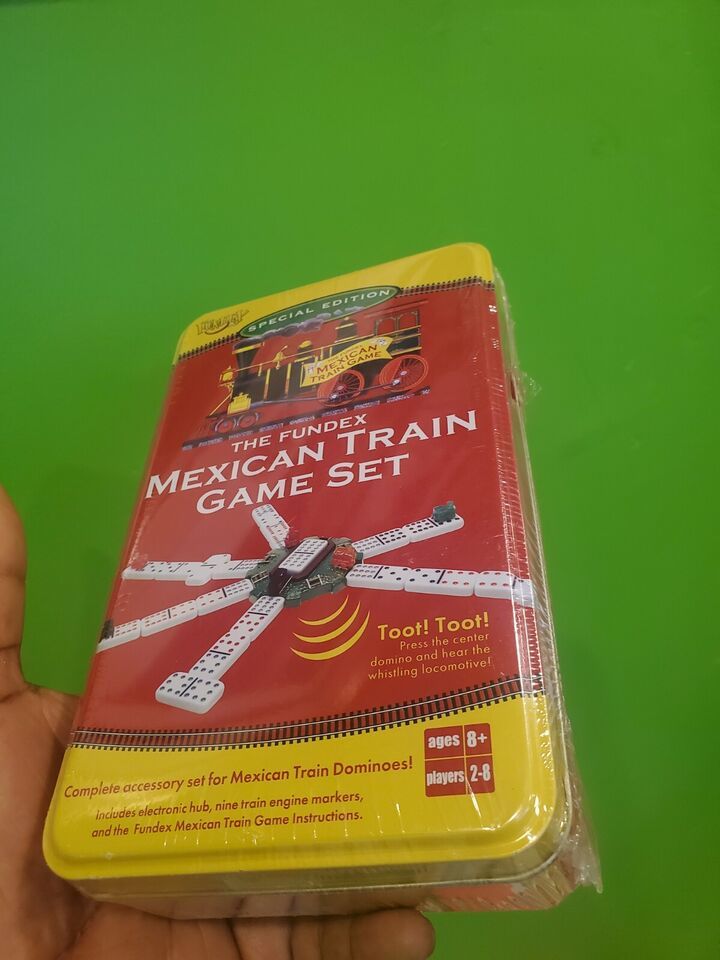 FUNDEX
SPECIAL EDITION
MEXICAN
TRAIN GAME
THE FUNDEX
MEXICAN TRAIN
GAME SET
Toot! Toot!
Press the center
domino and hear the
whistling locomotive!
ages 8+
players 2-8
Complete accessory set for Mexican Train Dominoes!
Includes electronic hub, nine train engine markers,
and the Fundex Mexican Train Game Instructions.